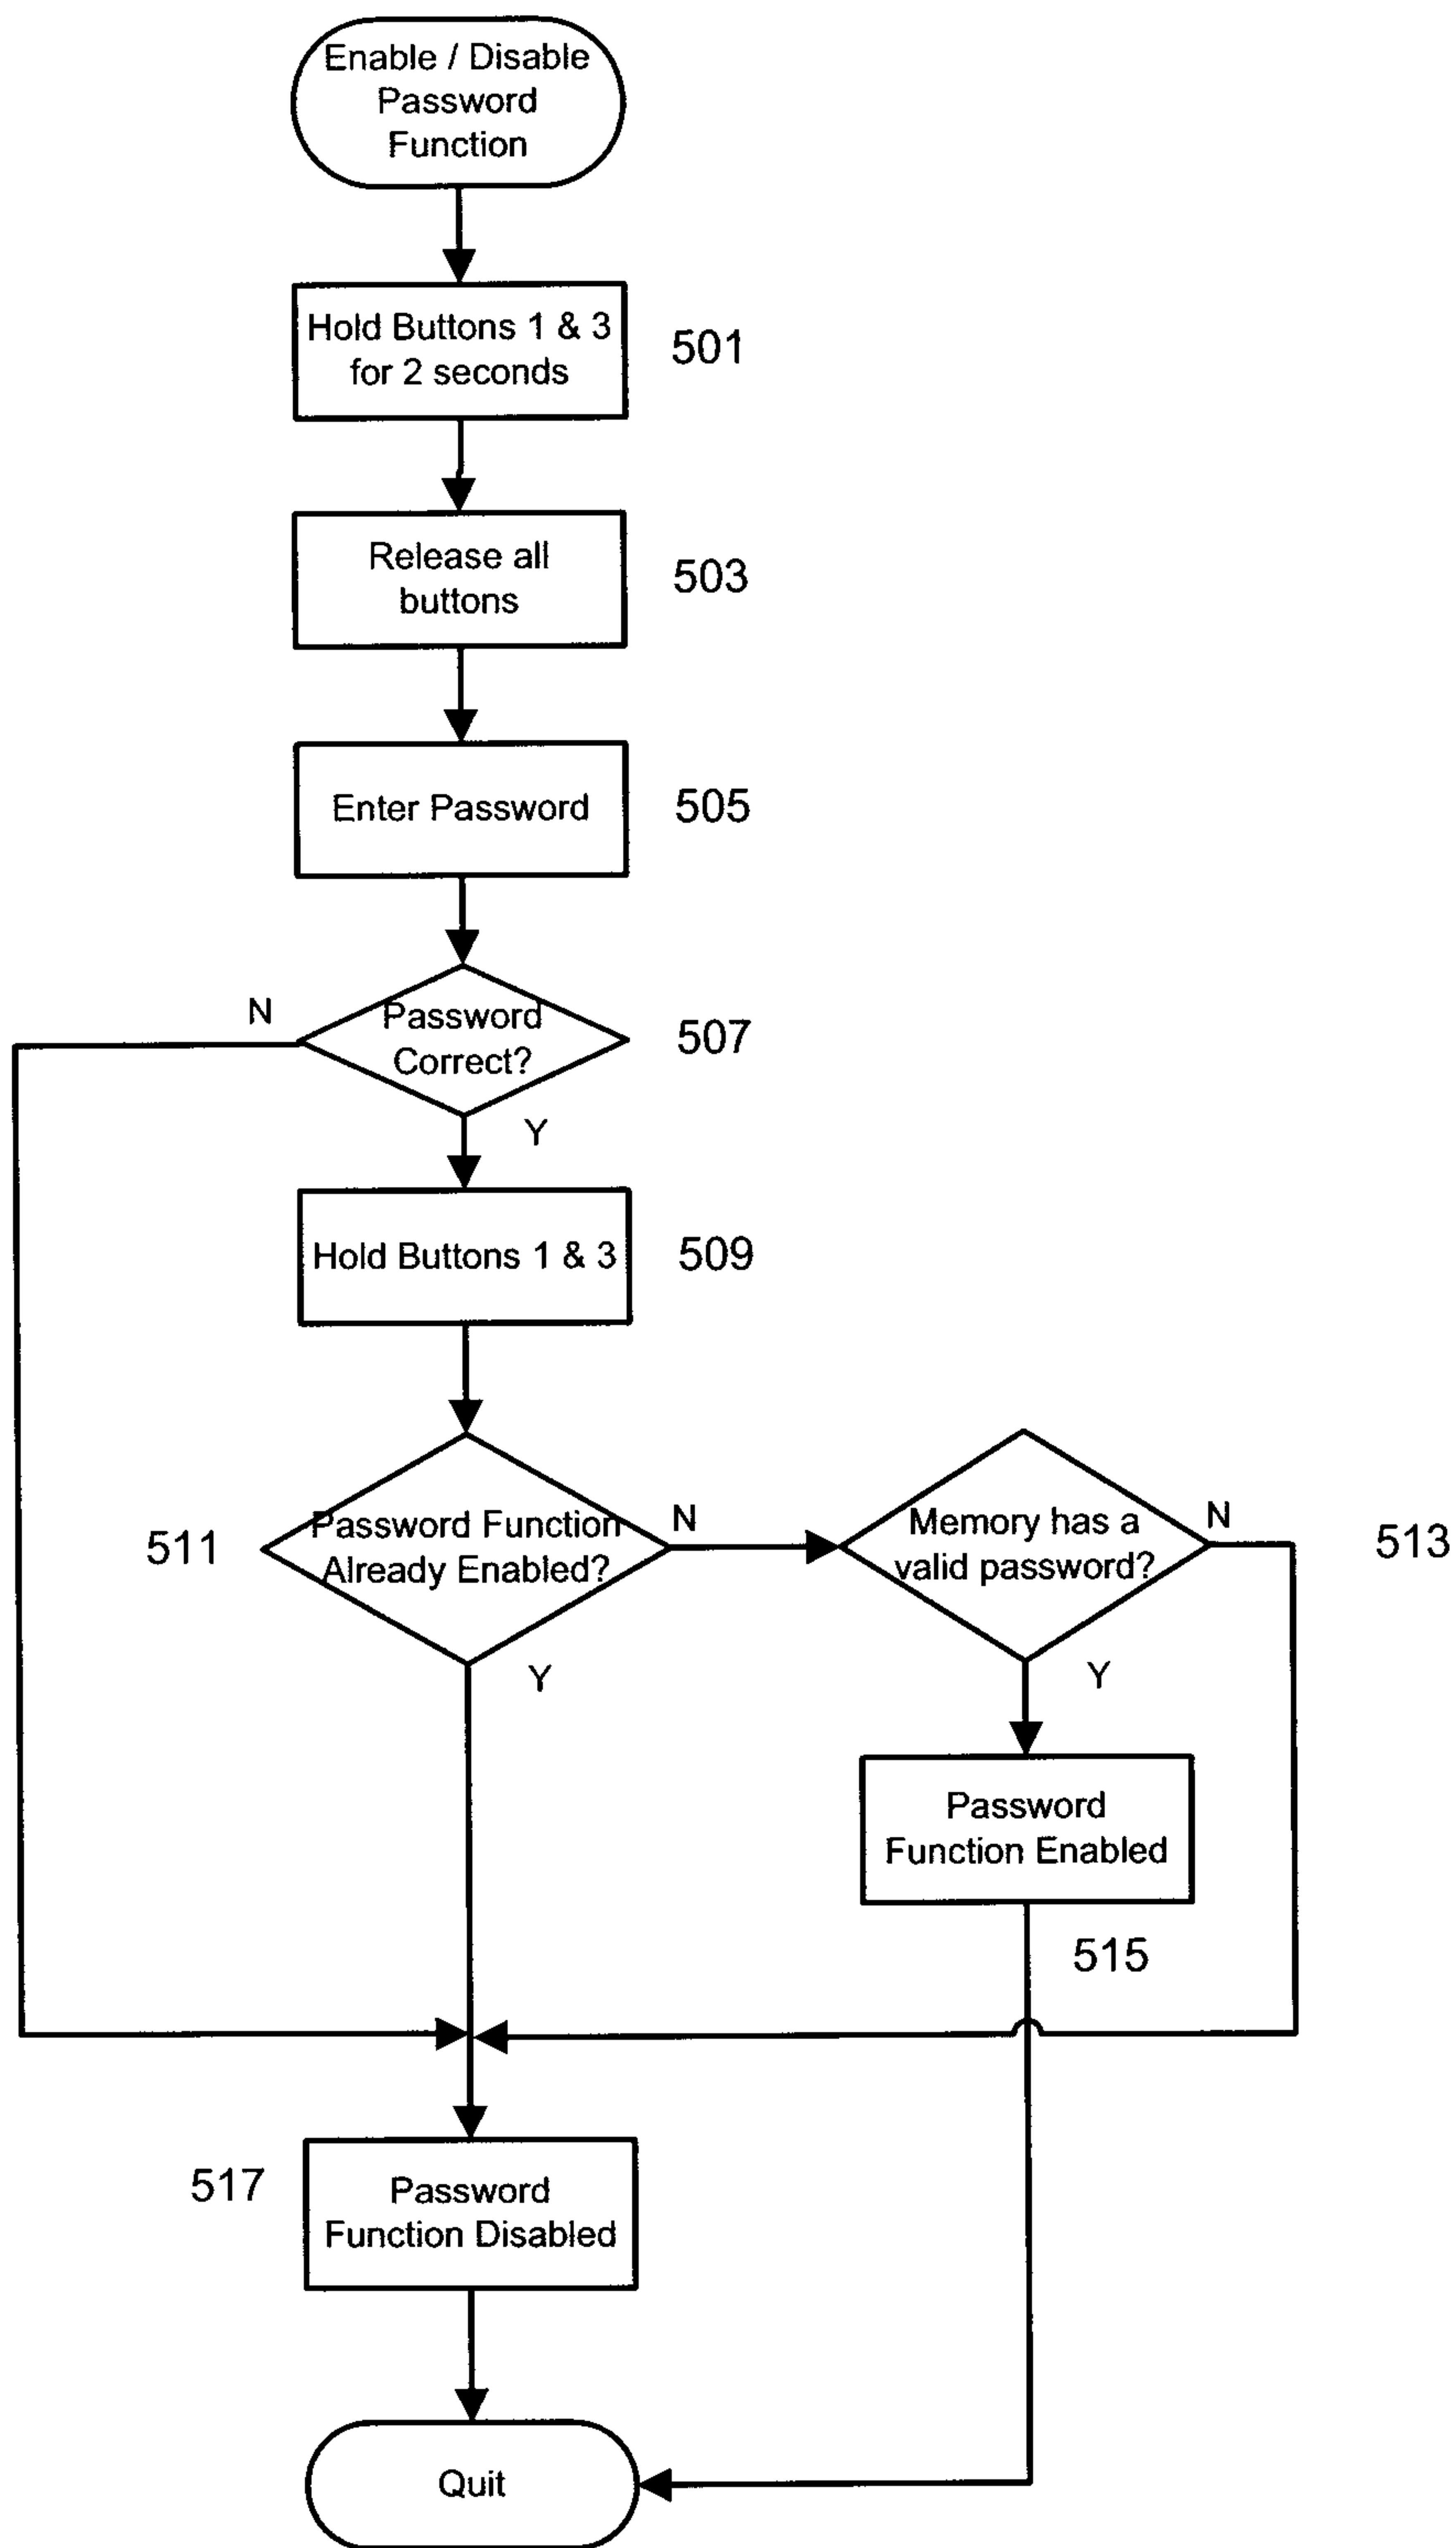 Enable / Disable
Password
Function
Hold Buttons 1 & 3
for 2 seconds
501
Release all
buttons
503
Enter Password
505
N
Password
Correct?
507
Y
Hold Buttons 1 & 3
509
511
Password Function
Already Enabled?
N
Y
Memory has a
valid password?
N
513
Y
Password
Function Enabled
515
517
Password
Function Disabled
Quit